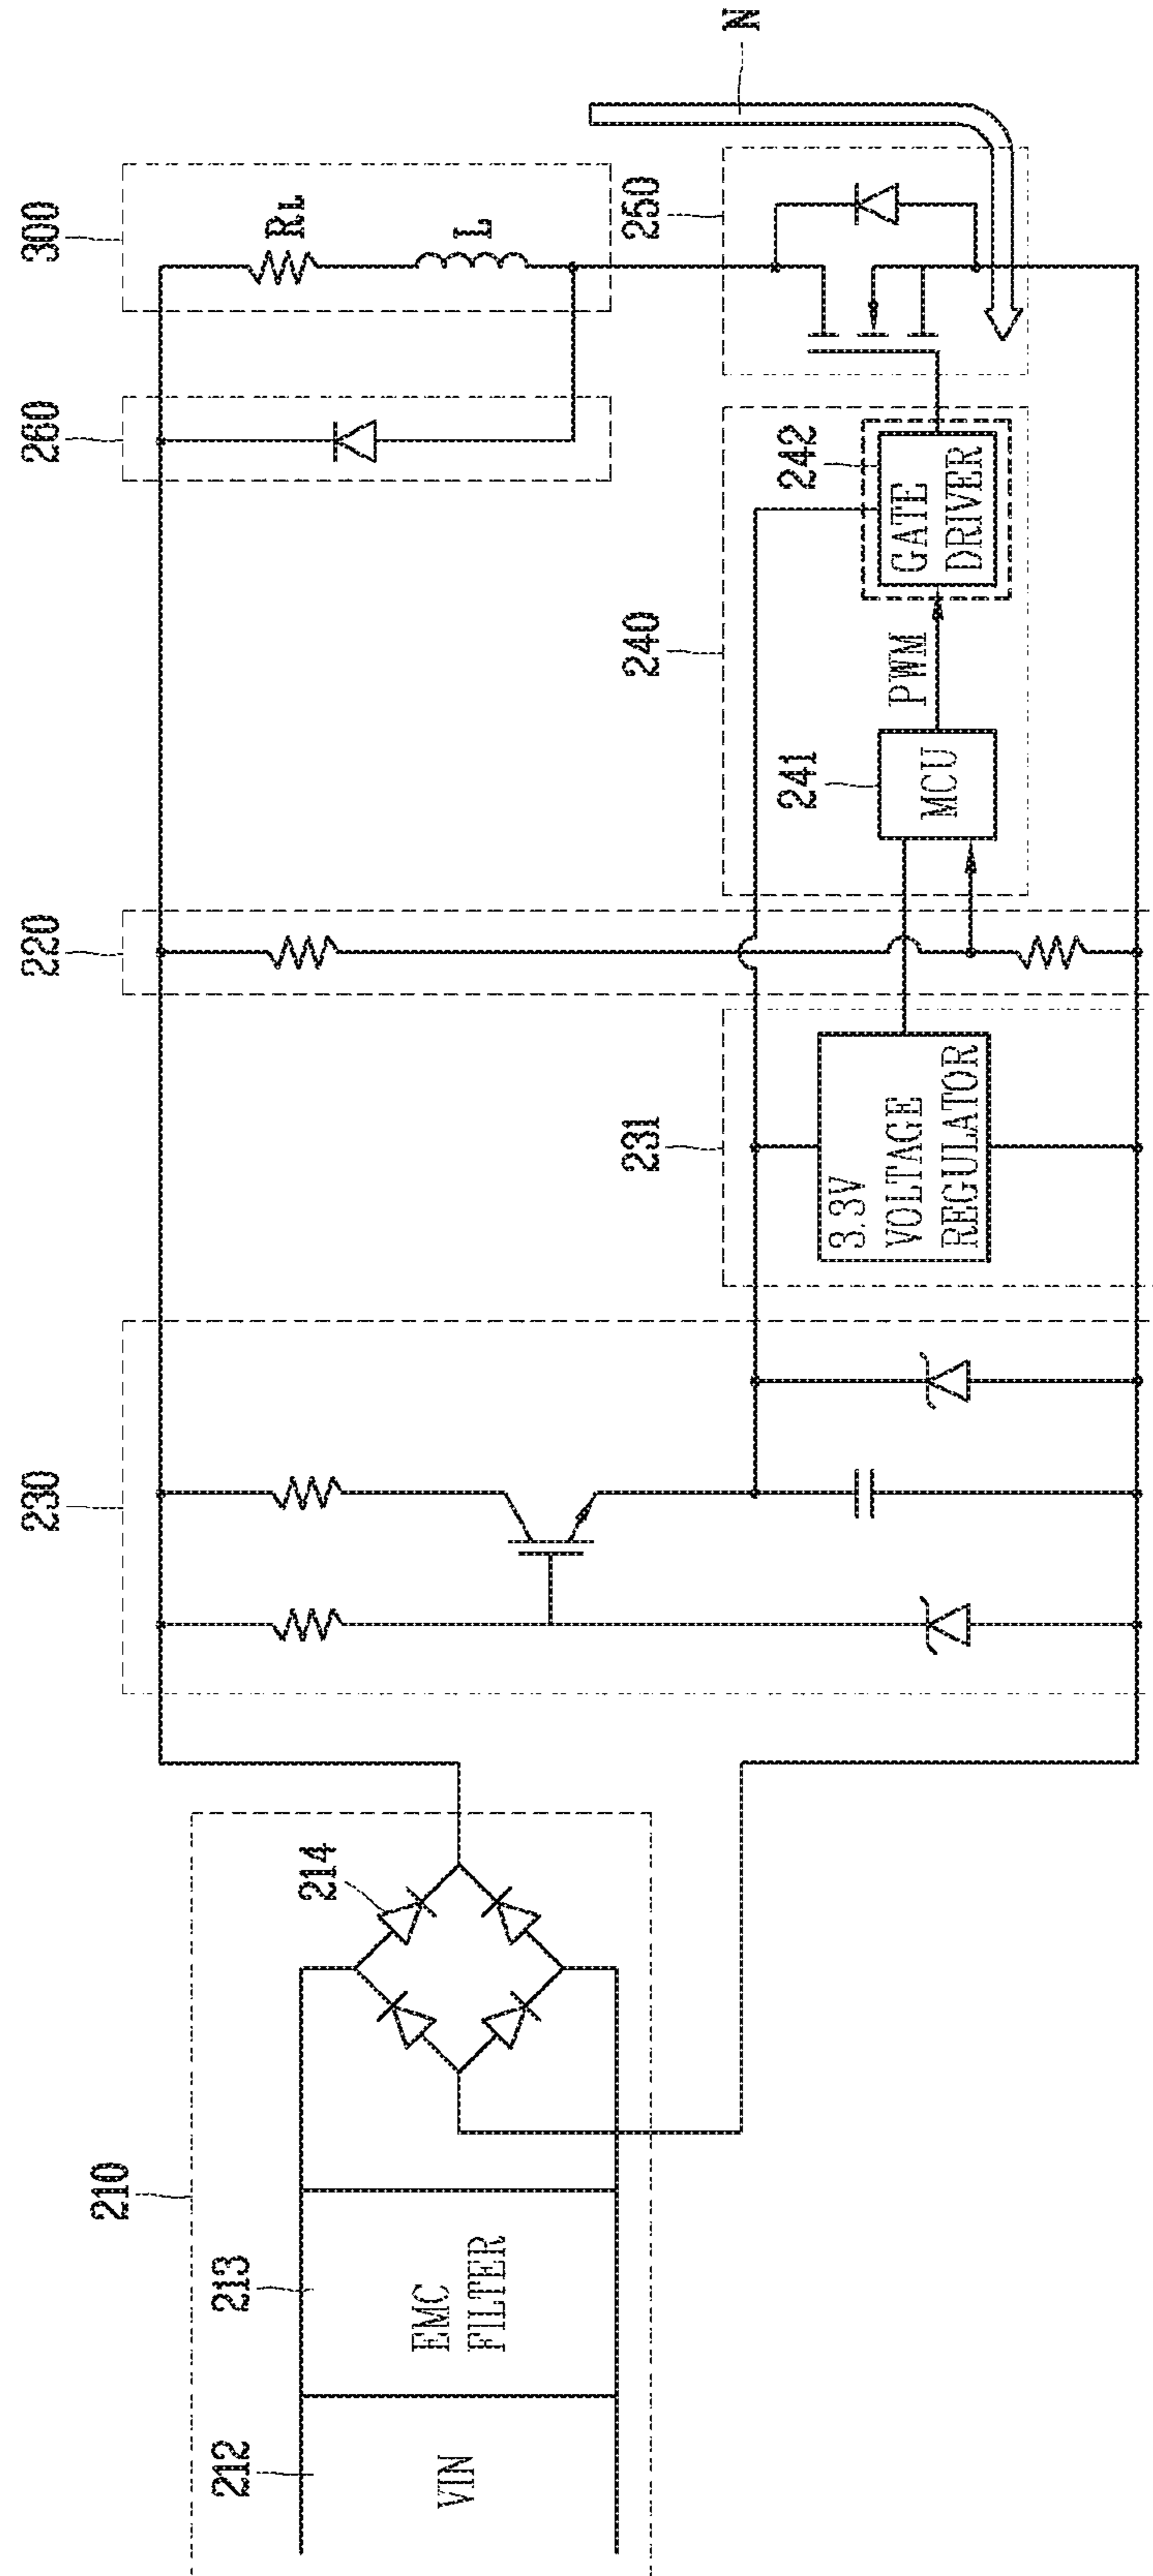 210
212
VIN
213
EMC
FILTER
214
230
231
3.3V
VOLTAGE
REGULATOR
220
240
241
MCU
PWM
242
GATE
DRIVER
260
300
RL
L
250
N